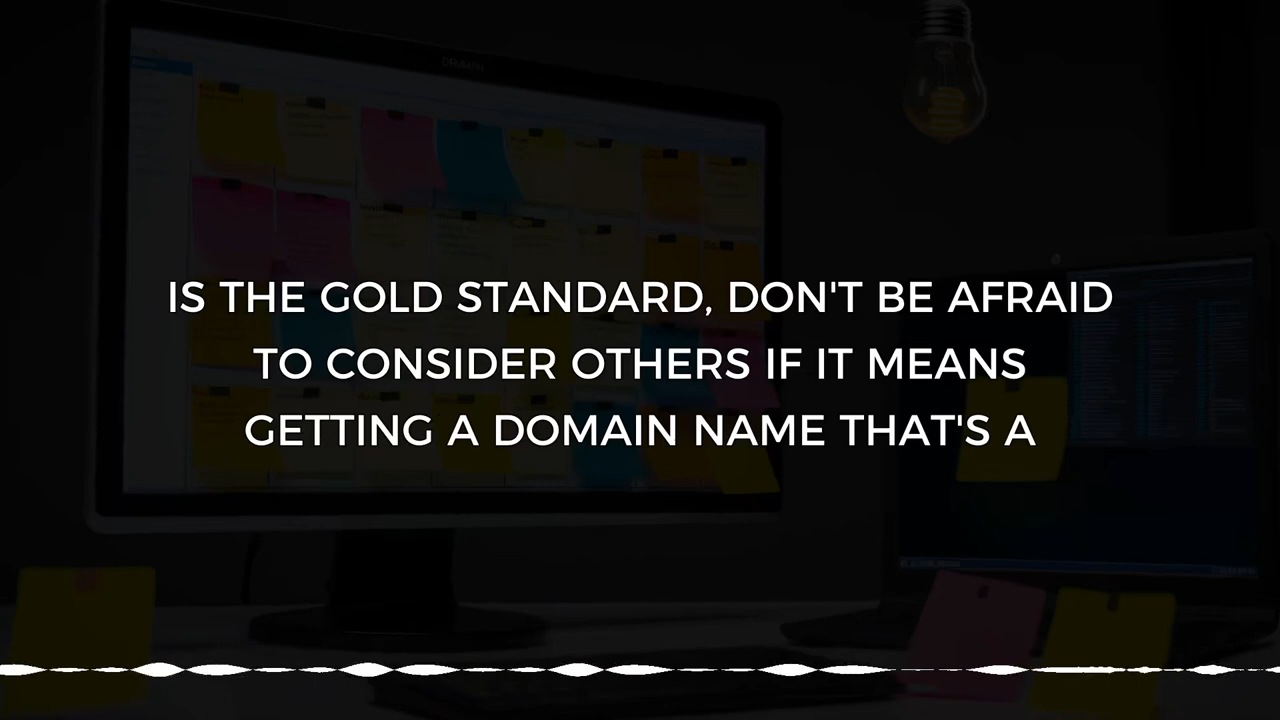 IS THE GOLD STANDARD, DON'T BE AFRAID
TO CONSIDER OTHERS IF IT MEANS
GETTING A DOMAIN NAME THAT'S A